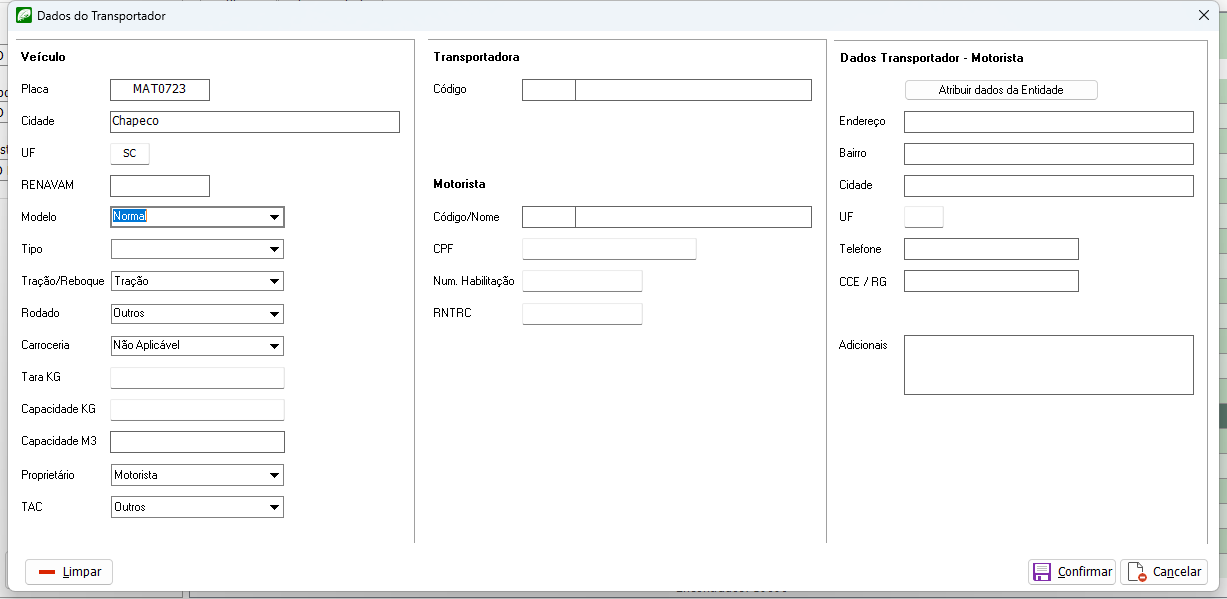 Dados do Transportador
Veículo
Placa MAT0723
Cidade Chapeco
UF SC
RENAVAM
Modelo Normal
Tipo
Tração/Reboque Tração
Rodado Outros
Carroceria Não Aplicável
Tara KG
Capacidade KG
Capacidade M3
Proprietário Motorista
TAC Outros
Transportadora
Código
Motorista
Código/Nome
CPF
Num. Habilitação
RNTRC
Dados Transportador - Motorista
Atribuir dados da Entidade
Endereço
Bairro
Cidade
UF
Telefone
CCE / RG
Adicionais
Limpar
Confirmar
Cancelar